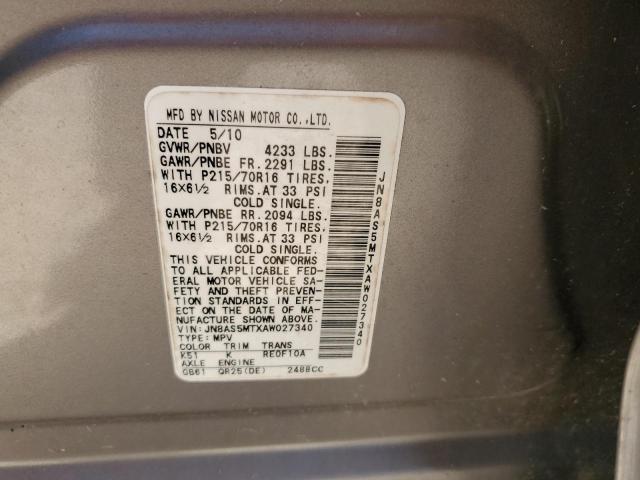 MFD BY NISSAN MOTOR CO.,LTD.
DATE 5/10
GVWR/PNBV 4233 LBS.
GAWR/PNBE FR. 2291 LBS.
WITH P215/70R16 TIRES.
16X6½ RIMS.AT 33 PSI
COLD SINGLE.
GAWR/PNBE RR. 2094 LBS.
WITH P215/70R16 TIRES.
16X6½ RIMS.AT 33 PSI
COLD SINGLE.
THIS VEHICLE CONFORMS
TO ALL APPLICABLE FED-
ERAL MOTOR VEHICLE SA-
FETY AND THEFT PREVEN-
TION STANDARDS IN EFF-
ECT ON THE DATE OF MA-
NUFACTURE SHOWN ABOVE.
VIN: JN8AS5MTXAW027340
TYPE: MPV
COLOR TRIM TRANS
K51 K RE0F10A
AXLE ENGINE
GB61 QR25(DE) 2488CC
JN8AS5MTXAW027340